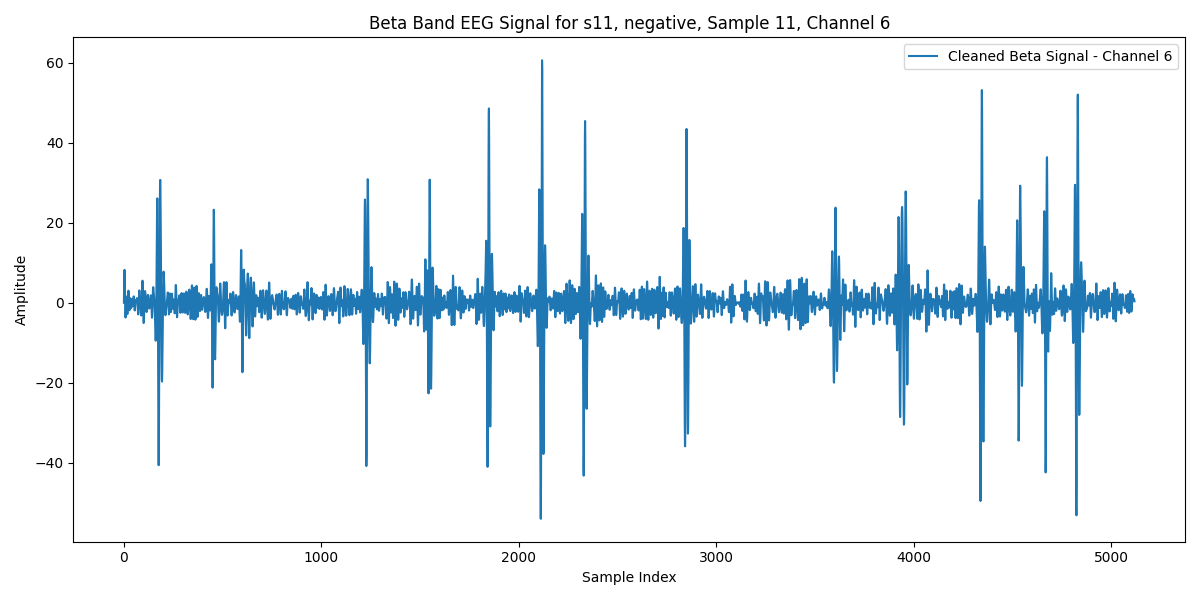 Beta Band EEG Signal for s11, negative, Sample 11, Channel 6
Cleaned Beta Signal - Channel 6
Amplitude
60
40
20
0
−20
−40
0 1000 2000 3000 4000 5000
Sample Index